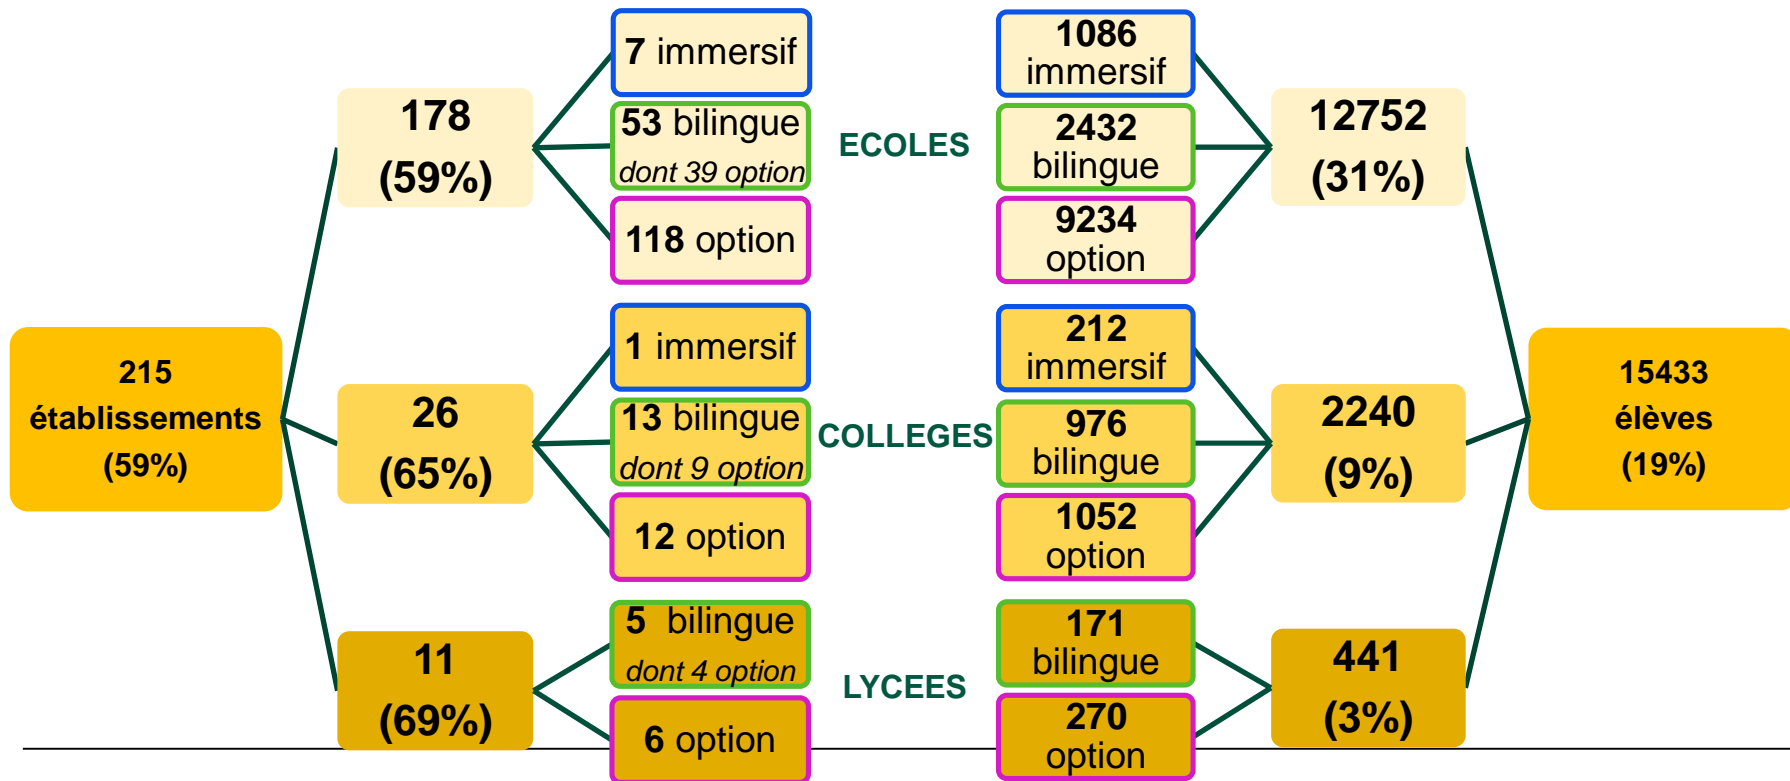 215
établissements
(59%)
178
(59%)
7 immersif
53 bilingue
dont 39 option
118 option
26
(65%)
1 immersif
13 bilingue
dont 9 option
12 option
11
(69%)
5 bilingue
dont 4 option
6 option
ECOLES
COLLEGES
LYCEES
1086
immersif
2432
bilingue
9234
option
12752
(31%)
212
immersif
976
bilingue
1052
option
2240
(9%)
171
bilingue
270
option
441
(3%)
15433
élèves
(19%)